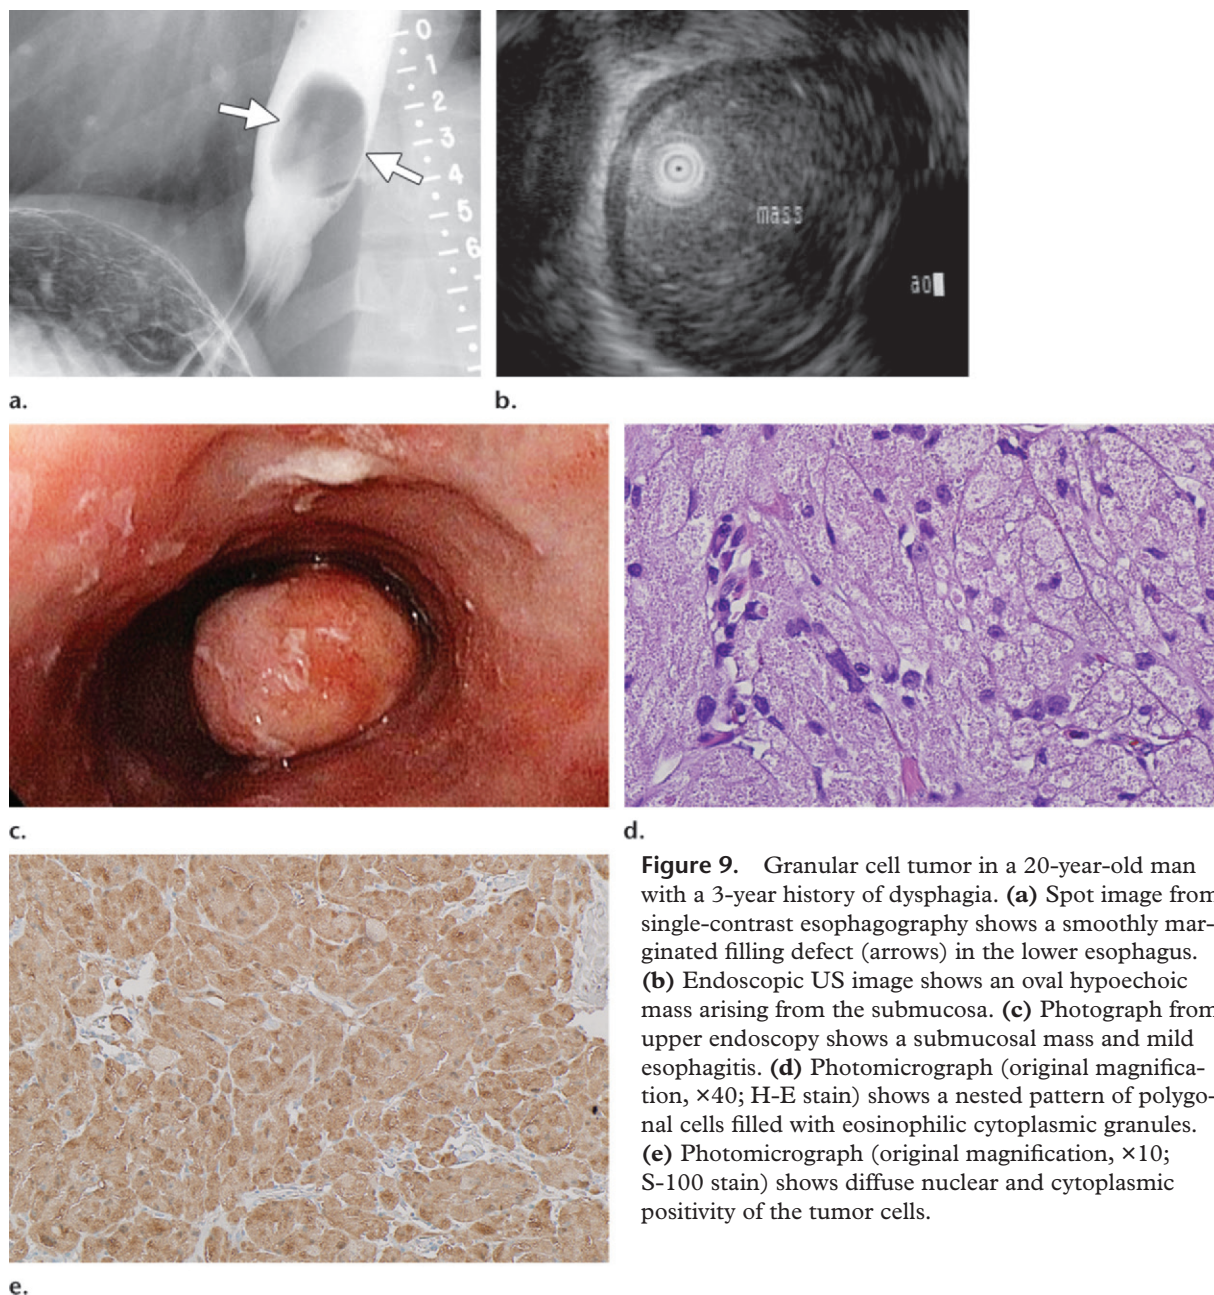 0
1
2
3
4
5
6
mass
ao
a.
b.
c.
d.
Figure 9. Granular cell tumor in a 20-year-old man
with a 3-year history of dysphagia. (a) Spot image from
single-contrast esophagography shows a smoothly mar-
ginated filling defect (arrows) in the lower esophagus.
(b) Endoscopic US image shows an oval hypoechoic
mass arising from the submucosa. (c) Photograph from
upper endoscopy shows a submucosal mass and mild
esophagitis. (d) Photomicrograph (original magnifica-
tion, ×40; H-E stain) shows a nested pattern of polygo-
nal cells filled with eosinophilic cytoplasmic granules.
(e) Photomicrograph (original magnification, ×10;
S-100 stain) shows diffuse nuclear and cytoplasmic
positivity of the tumor cells.
e.